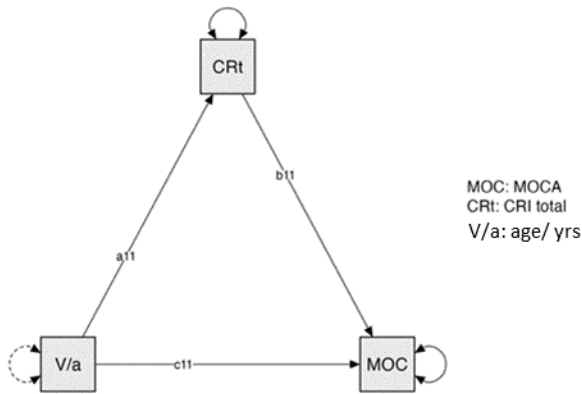 CRt
b11
MOC: MOCA
CRt: CRI total
V/a: age/ yrs
a11
V/a
c11
MOC